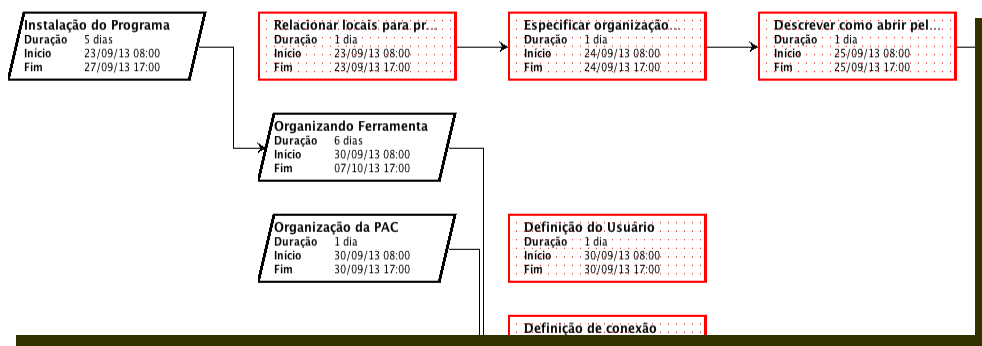 Instalação do Programa
Duração 5 dias
Início 23/09/13 08:00
Fim 27/09/13 17:00
Relacionar locais para pr...
Duração 1 dia
Início 23/09/13 08:00
Fim 23/09/13 17:00
Especificar organização...
Duração 1 dia
Início 24/09/13 08:00
Fim 24/09/13 17:00
Descrever como abrir pel...
Duração 1 dia
Início 25/09/13 08:00
Fim 25/09/13 17:00
Organizando Ferramenta
Duração 6 dias
Início 30/09/13 08:00
Fim 07/10/13 17:00
Organização da PAC
Duração 1 dia
Início 30/09/13 08:00
Fim 30/09/13 17:00
Definição do Usuário
Duração 1 dia
Início 30/09/13 08:00
Fim 30/09/13 17:00
Definição de conexão